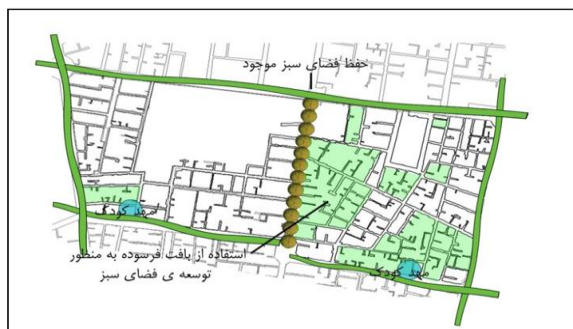 حفظ فضای سبز موجود
مهد کودک
استفاده از بافت فرسوده به منظور
توسعه ی فضای سبز
مهد کودک